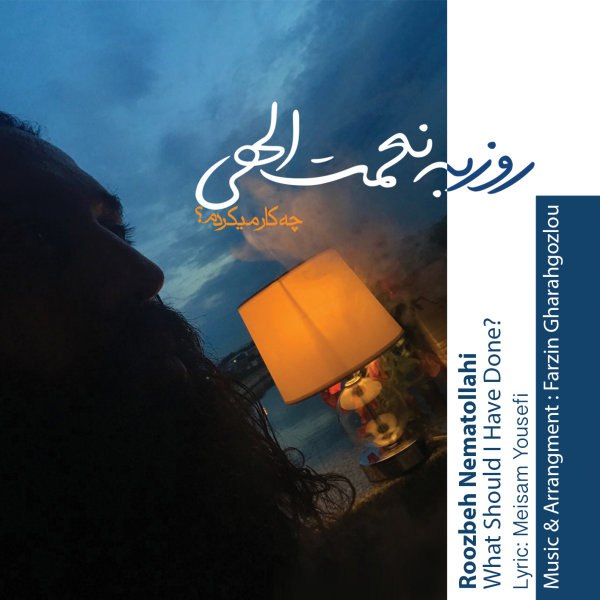 روزبه نعمت الهی
چه کار میکردم؟
Roozbeh Nematollahi
What Should I Have Done?
Lyric: Meisam Yousefi
Music & Arrangment : Farzin Gharahgozlou